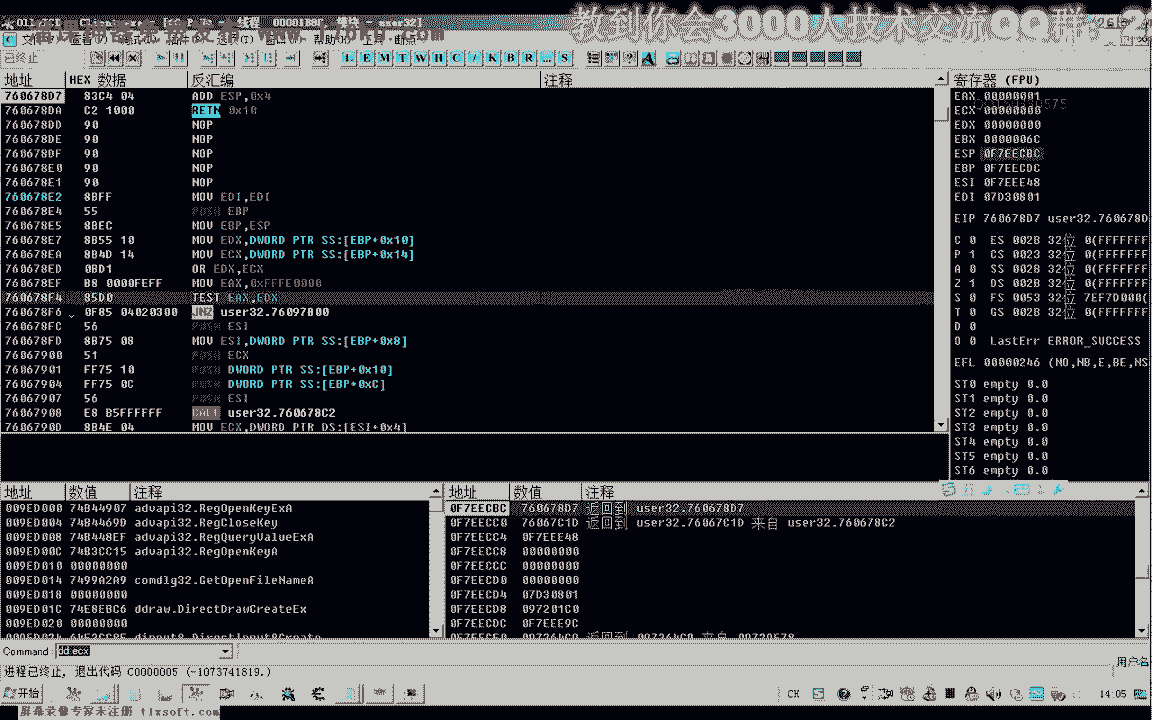 教到你会3000人技术交流QQ群
已终止
L E M T W H C / K B R ... S
地址 HEX 数据 反汇编 注释
760678D7 83C4 04 ADD ESP,0x4
760678DA C2 1000 RETN 0x10
760678DD 90 NOP
760678DE 90 NOP
760678DF 90 NOP
760678E0 90 NOP
760678E1 90 NOP
760678E2 8BFF MOV EDI,EDI
760678E4 55 PUSH EBP
760678E5 8BEC MOV EBP,ESP
760678E7 8B55 10 MOV EDX,DWORD PTR SS:[EBP+0x10]
760678EA 8B4D 14 MOV ECX,DWORD PTR SS:[EBP+0x14]
760678ED 0BD1 OR EDX,ECX
760678EF B8 0000FEFF MOV EAX,0xFFFE0000
760678F4 85D0 TEST EAX,EDX
760678F6 0F85 04020300 JNZ user32.76097B00
760678FC 56 PUSH ESI
760678FD 8B75 08 MOV ESI,DWORD PTR SS:[EBP+0x8]
76067900 51 PUSH ECX
76067901 FF75 10 PUSH DWORD PTR SS:[EBP+0x10]
76067904 FF75 0C PUSH DWORD PTR SS:[EBP+0xC]
76067907 56 PUSH ESI
76067908 E8 B5FFFFFF CALL user32.760678C2
7606790D 8B4E 04 MOV ECX,DWORD PTR DS:[ESI+0x4]
寄存器 (FPU)
EAX 00000001
ECX 00000000
EDX 00000000
EBX 0000006C
ESP 0F7EECBC
EBP 0F7EECDC
ESI 0F7EEE48
EDI 07D30801
EIP 760678D7 user32.760678D
C 0 ES 002B 32位 0(FFFFFFF
P 1 CS 0023 32位 0(FFFFFFF
A 0 SS 002B 32位 0(FFFFFFF
Z 1 DS 002B 32位 0(FFFFFFF
S 0 FS 0053 32位 7EF7D000(
T 0 GS 002B 32位 0(FFFFFFF
D 0
O 0 LastErr ERROR_SUCCESS
EFL 00000246 (NO,NB,E,BE,NS
ST0 empty 0.0
ST1 empty 0.0
ST2 empty 0.0
ST3 empty 0.0
ST4 empty 0.0
ST5 empty 0.0
ST6 empty 0.0
地址 数值 注释
009ED000 74B44907 advapi32.RegOpenKeyExA
009ED004 74B4469D advapi32.RegCloseKey
009ED008 74B448EF advapi32.RegQueryValueExA
009ED00C 74B3CC15 advapi32.RegOpenKeyA
009ED010 00000000
009ED014 7499A2A9 comdlg32.GetOpenFileNameA
009ED018 00000000
009ED01C 74E8EBC6 ddraw.DirectDrawCreateEx
009ED020 00000000
地址 数值 注释
0F7EECBC 760678D7 返回到 user32.760678D7
0F7EECC0 76067C1D 返回到 user32.76067C1D 来自 user32.760678C2
0F7EECC4 0F7EEE48
0F7EECC8 00000000
0F7EECCC 00000000
0F7EECD0 00000000
0F7EECD4 07D30801
0F7EECD8 097201C0
0F7EECDC 0F7EEE9C
Command: dd ecx
进程已终止, 退出代码 C0000005 (-1073741819.)
用户名
开始
CH
14:05
屏幕录像专家未注册 tlxsoft.com